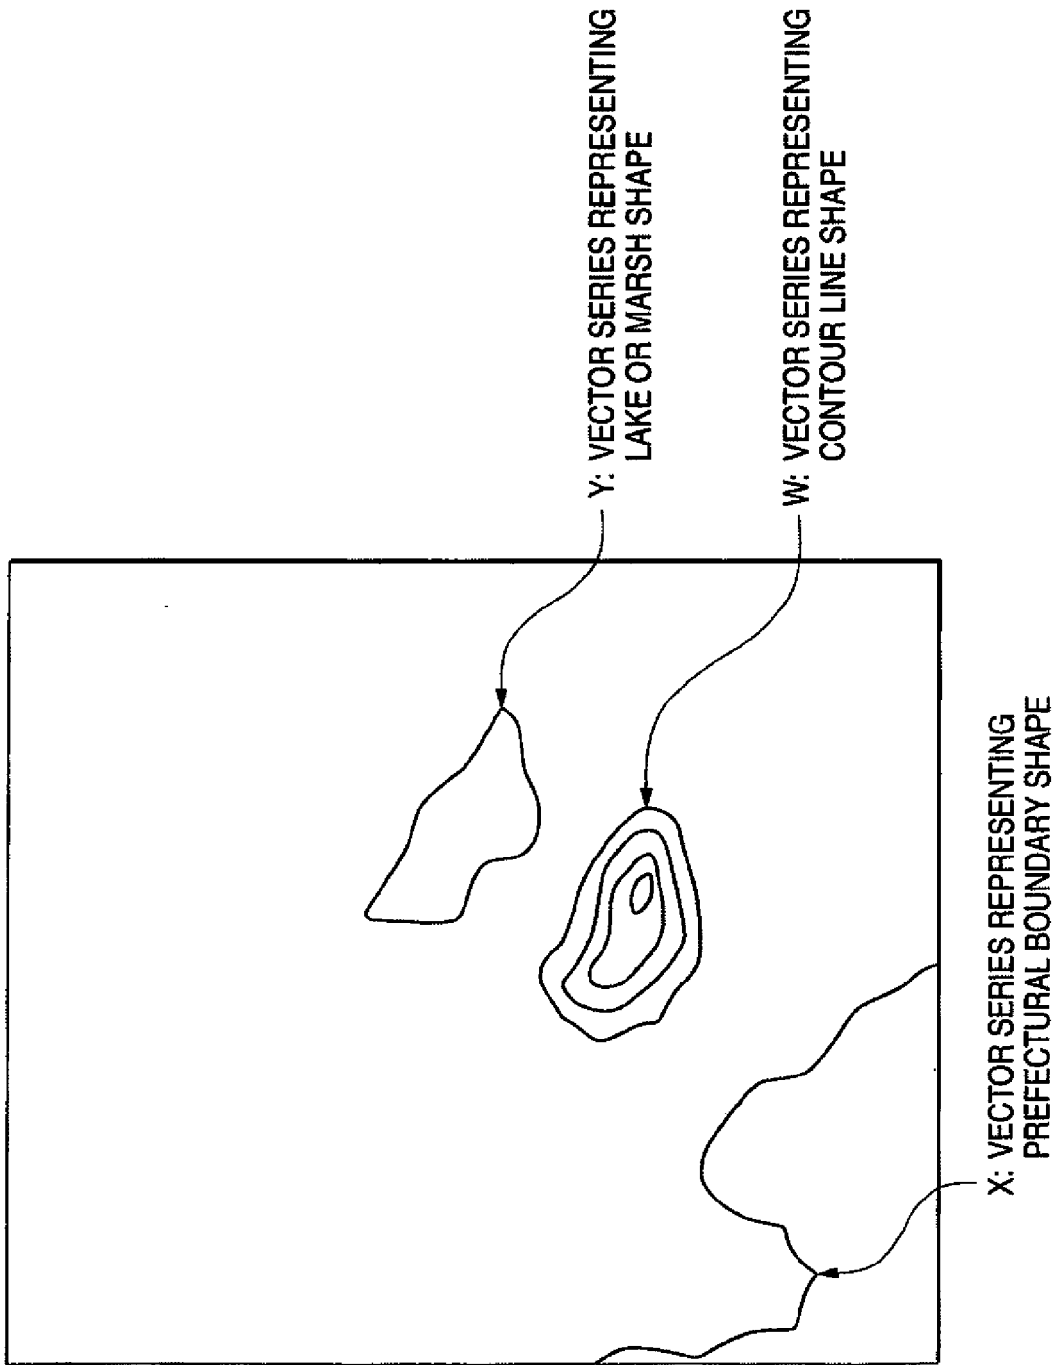 Y: VECTOR SERIES REPRESENTING
LAKE OR MARSH SHAPE
W: VECTOR SERIES REPRESENTING
CONTOUR LINE SHAPE
X: VECTOR SERIES REPRESENTING
PREFECTURAL BOUNDARY SHAPE